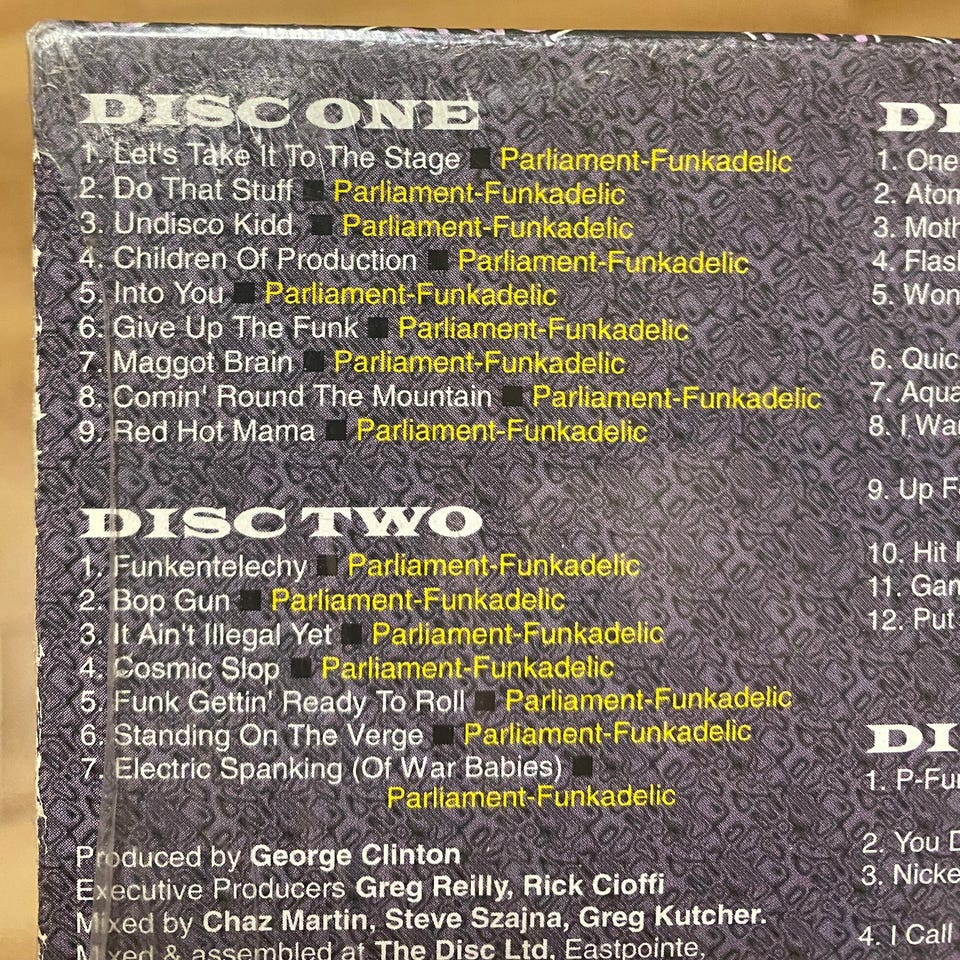 DISC ONE
1. Let's Take It To The Stage ■ Parliament-Funkadelic
2. Do That Stuff ■ Parliament-Funkadelic
3. Undisco Kidd ■ Parliament-Funkadelic
4. Children Of Production ■ Parliament-Funkadelic
5. Into You ■ Parliament-Funkadelic
6. Give Up The Funk ■ Parliament-Funkadelic
7. Maggot Brain ■ Parliament-Funkadelic
8. Comin' Round The Mountain ■ Parliament-Funkadelic
9. Red Hot Mama ■ Parliament-Funkadelic
DISC TWO
1. Funkentelechy ■ Parliament-Funkadelic
2. Bop Gun ■ Parliament-Funkadelic
3. It Ain't Illegal Yet ■ Parliament-Funkadelic
4. Cosmic Slop ■ Parliament-Funkadelic
5. Funk Gettin' Ready To Roll ■ Parliament-Funkadelic
6. Standing On The Verge ■ Parliament-Funkadelic
7. Electric Spanking (Of War Babies) ■
Parliament-Funkadelic
Produced by George Clinton
Executive Producers Greg Reilly, Rick Cioffi
Mixed by Chaz Martin, Steve Szajna, Greg Kutcher.
Mixed & assembled at The Disc Ltd, Eastpointe,
1. One
2.
3.
4.
5.
6.
7.
8. I
9. Up
10. Hit
11.
12. Put
1.
2. You
3.
4. I Call